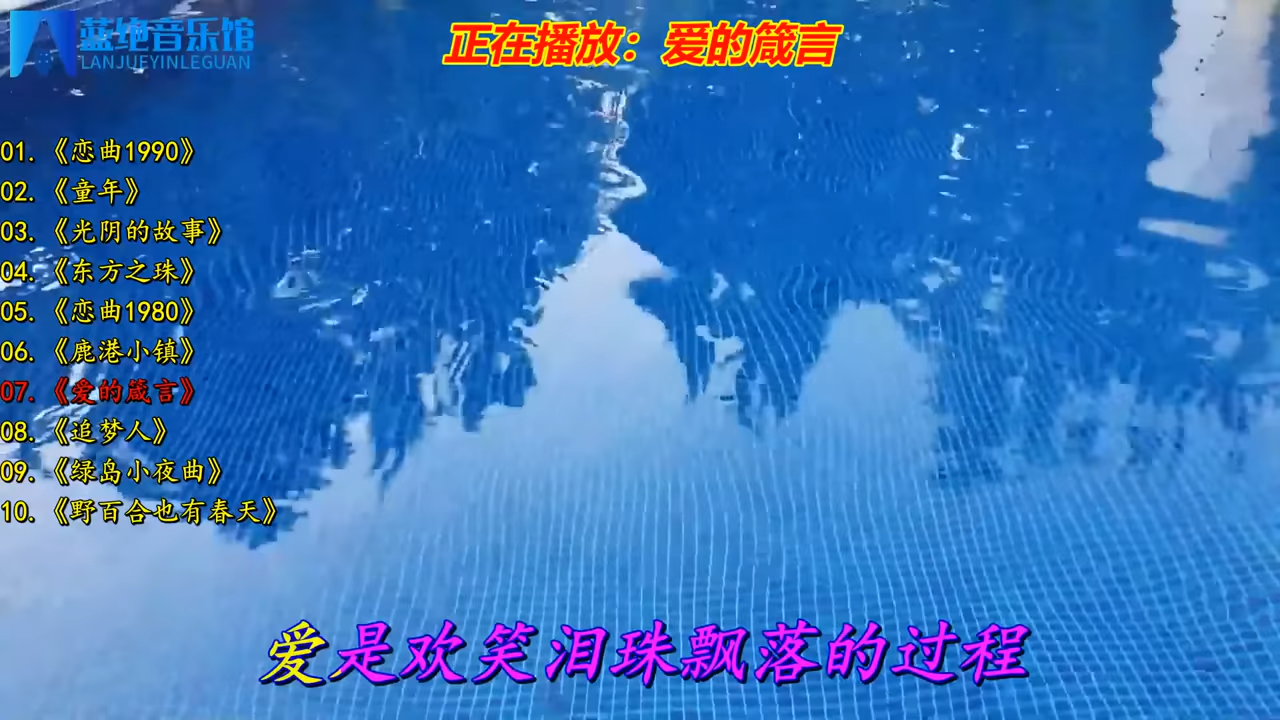 蓝绝音乐馆
LANJUEYINLEGUAN
正在播放：爱的箴言
01.《恋曲1990》
02.《童年》
03.《光阴的故事》
04.《东方之珠》
05.《恋曲1980》
06.《鹿港小镇》
07.《爱的箴言》
08.《追梦人》
09.《绿岛小夜曲》
10.《野百合也有春天》
爱是欢笑泪珠飘落的过程